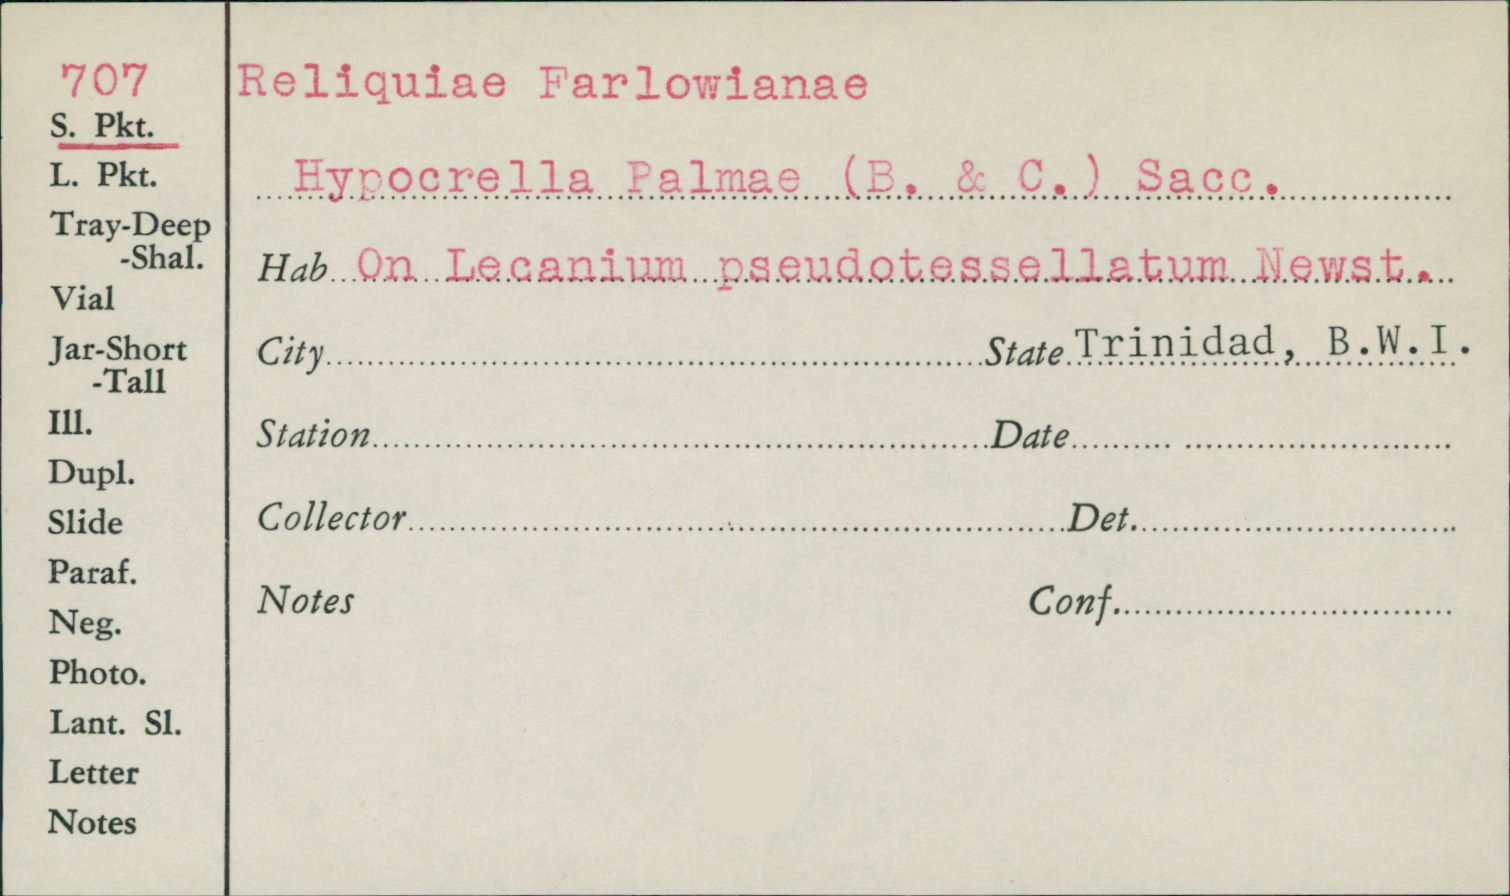 707
S. Pkt.
L. Pkt.
Tray-Deep
-Shal.
Vial
Jar-Short
-Tall
Ill.
Dupl.
Slide
Paraf.
Neg.
Photo.
Lant. Sl.
Letter
Notes
Reliquiae Farlowianae
Hypocrella Palmae (B. & C.) Sacc.
Hab On Lecanium pseudotessellatum Newst.
City State Trinidad, B.W.I.
Station Date
Collector Det.
Notes Conf.